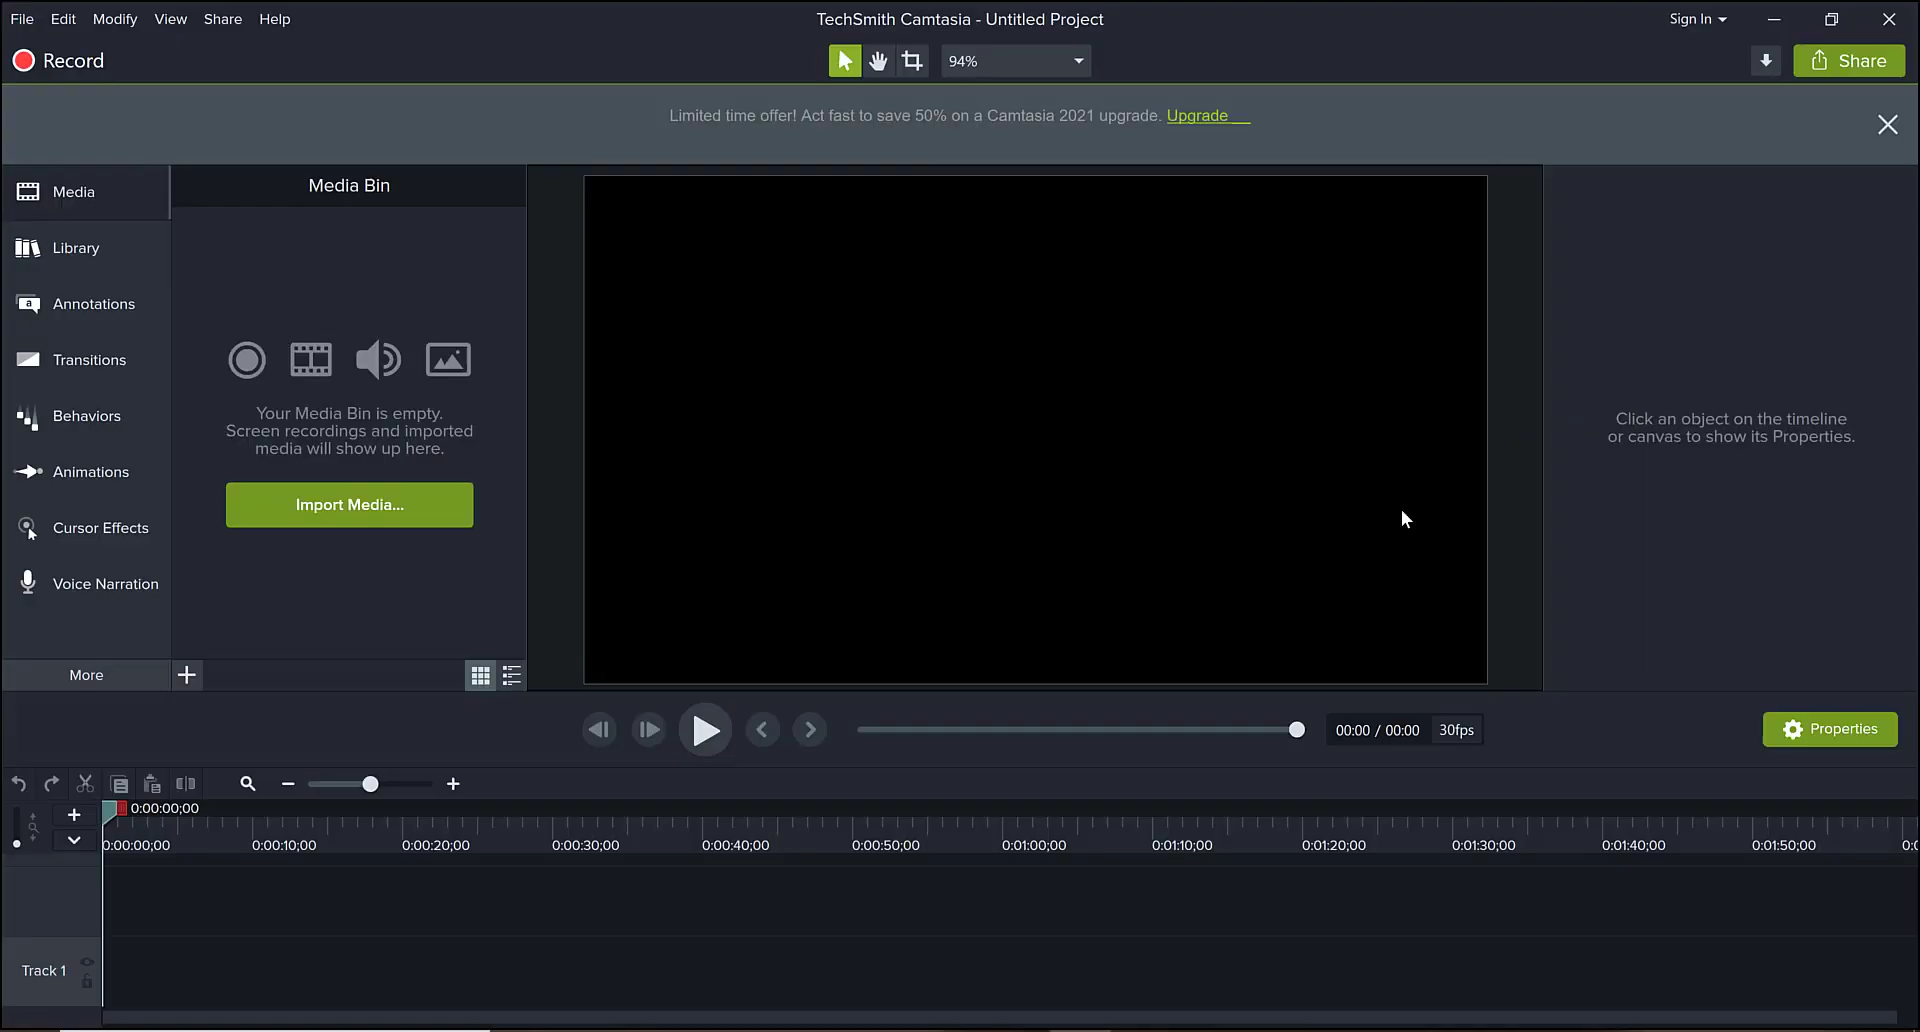 File Edit Modify View Share Help
TechSmith Camtasia - Untitled Project
Sign In
Record
94%
Share
Limited time offer! Act fast to save 50% on a Camtasia 2021 upgrade. Upgrade
Media
Library
Annotations
Transitions
Behaviors
Animations
Cursor Effects
Voice Narration
More
Media Bin
Your Media Bin is empty.
Screen recordings and imported
media will show up here.
Import Media...
Click an object on the timeline
or canvas to show its Properties.
00:00 / 00:00 30fps
Properties
0:00:00;00
0:00:00;00 0:00:10;00 0:00:20;00 0:00:30;00 0:00:40;00 0:00:50;00 0:01:00;00 0:01:10;00 0:01:20;00 0:01:30;00 0:01:40;00 0:01:50;00
Track 1